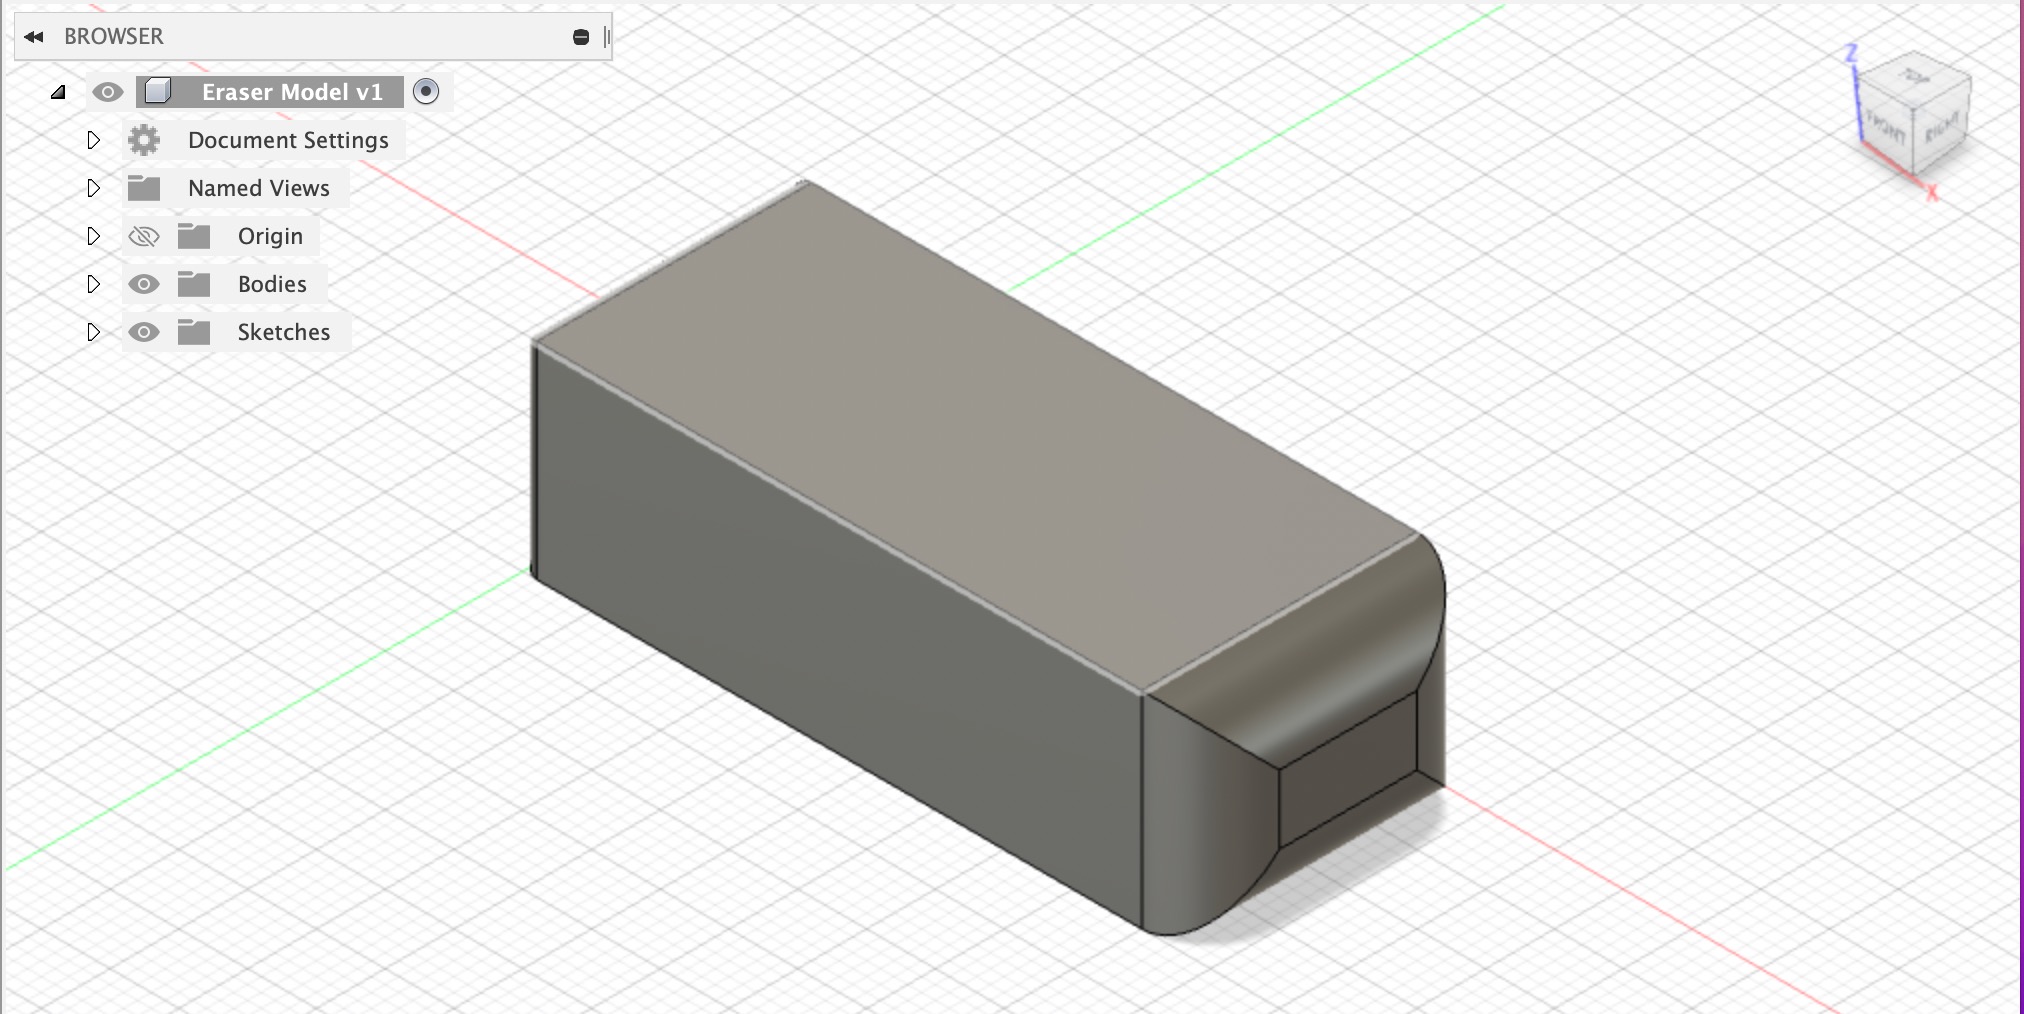 BROWSER
Eraser Model v1
Document Settings
Named Views
Origin
Bodies
Sketches
Z
TOP
FRONT
RIGHT
X